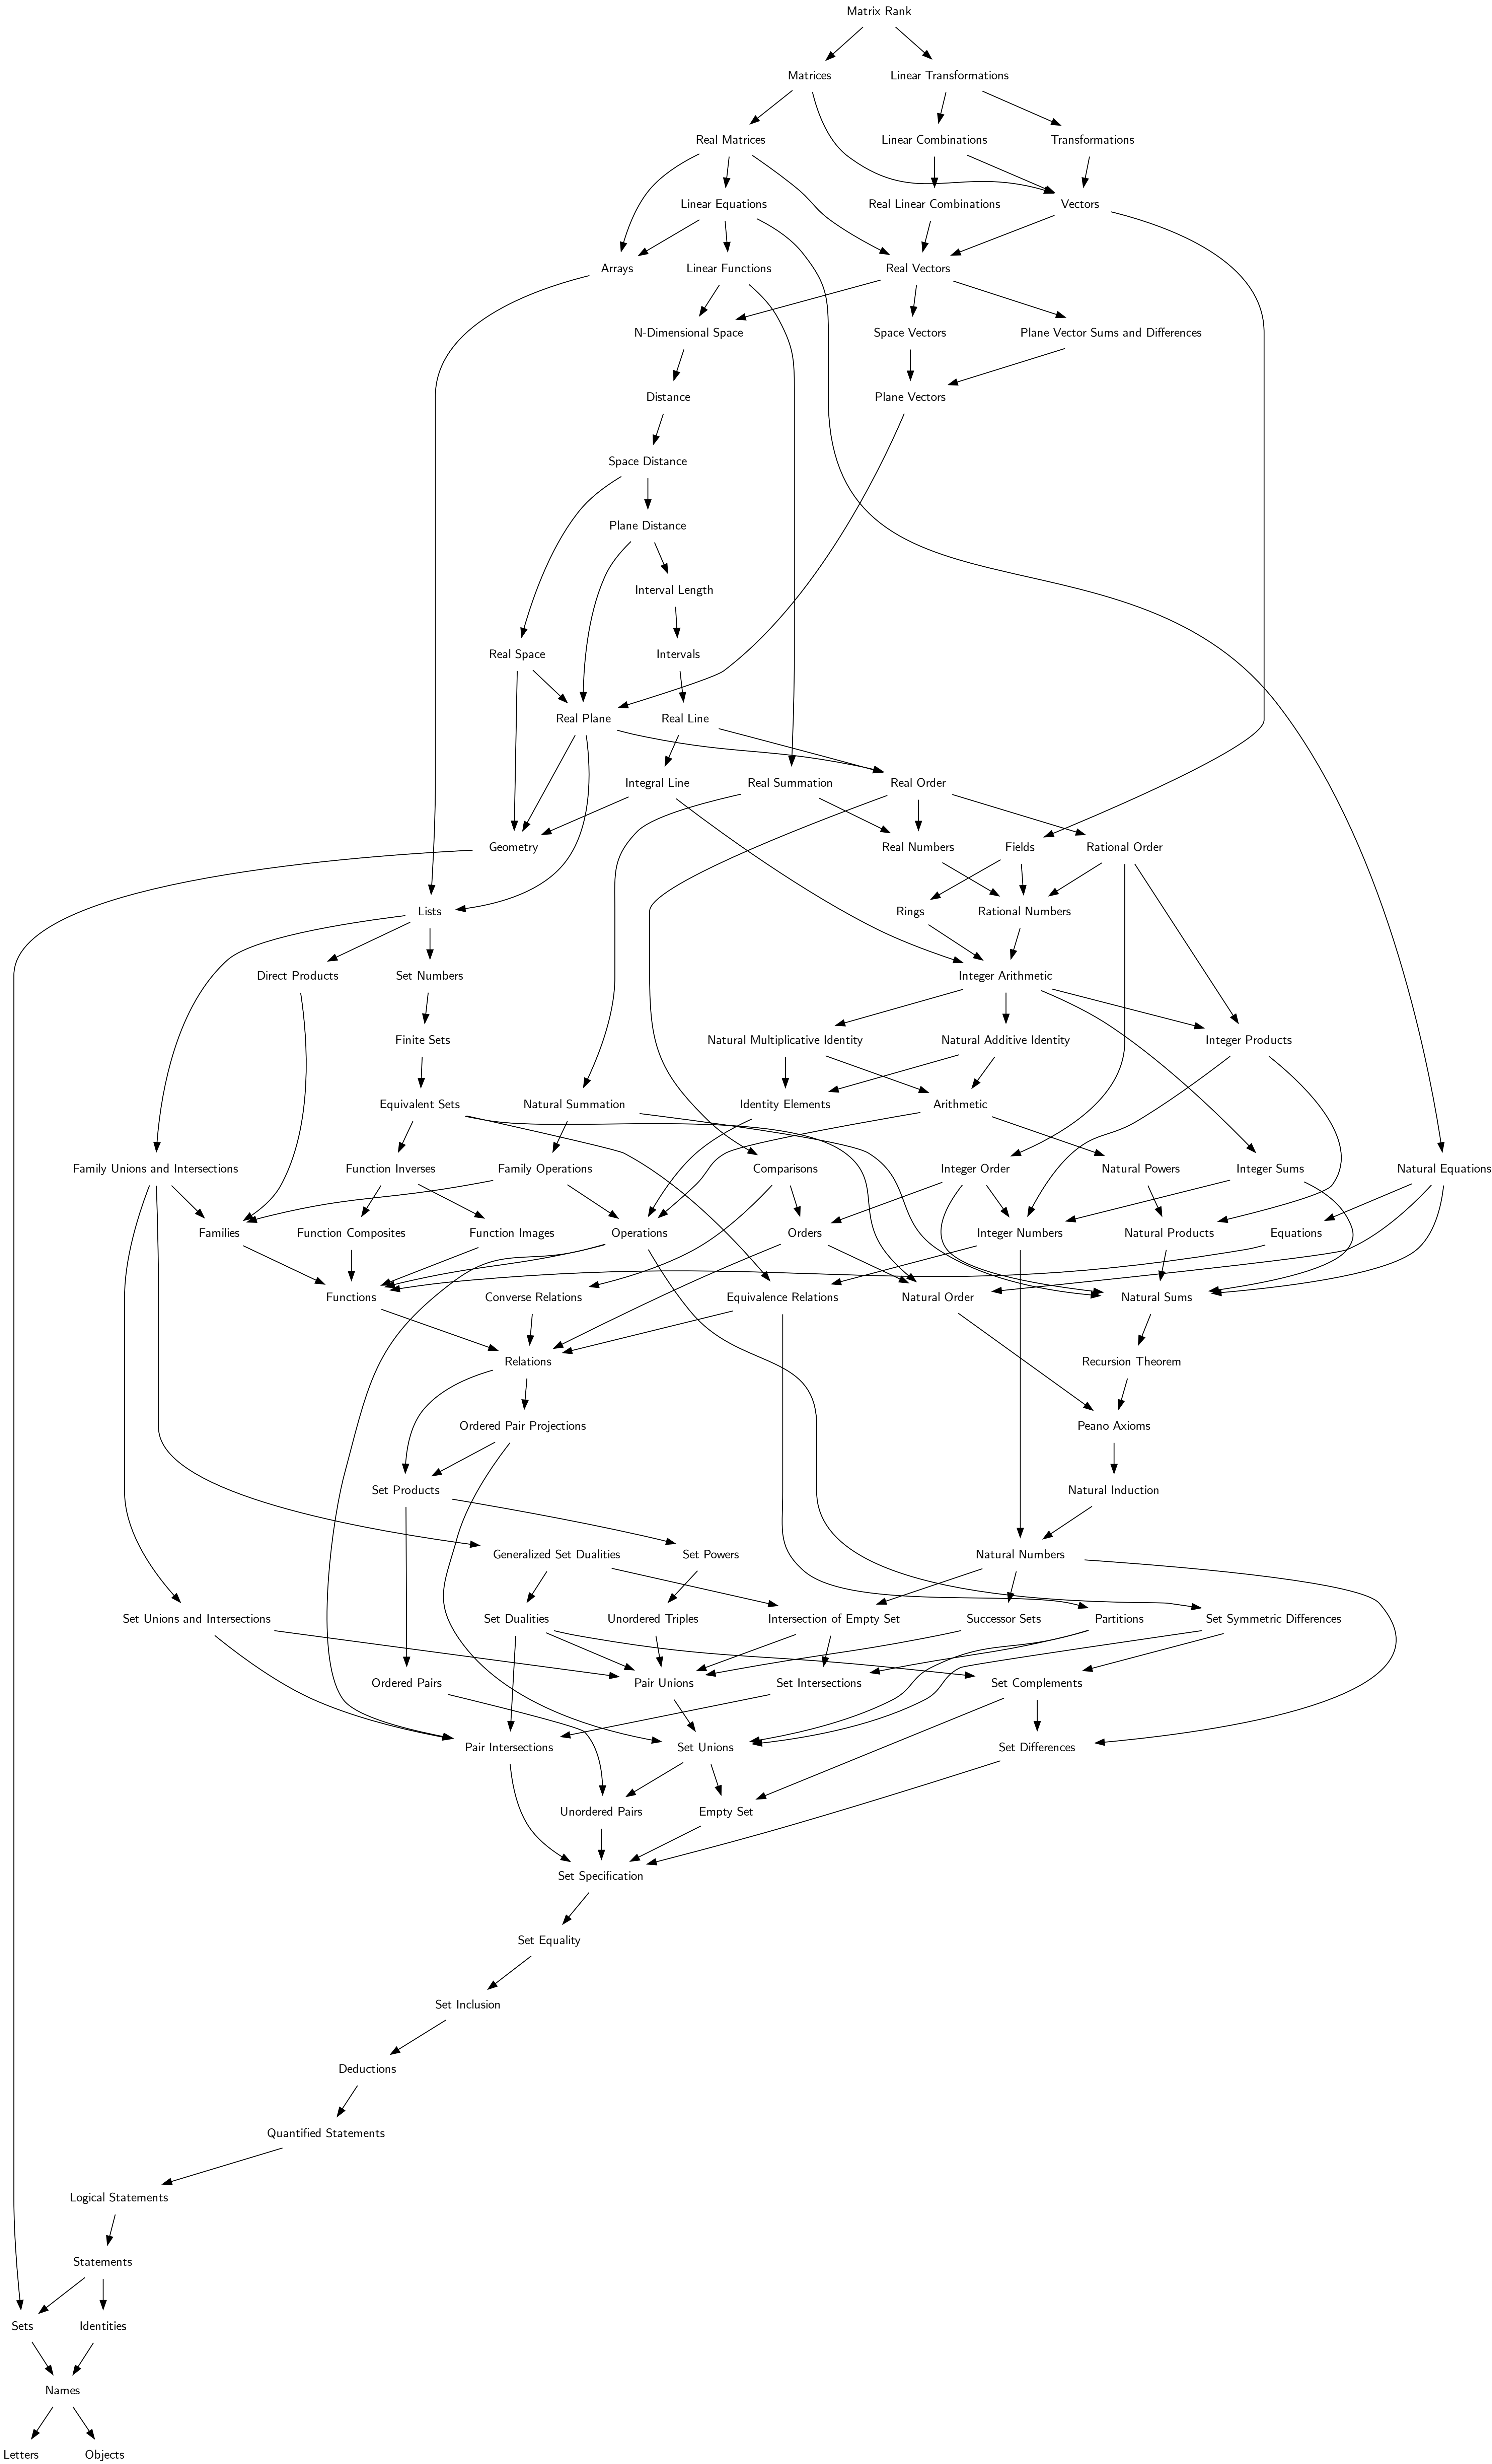 Matrix Rank
Matrices
Linear Transformations
Real Matrices
Linear Combinations
Transformations
Linear Equations
Real Linear Combinations
Vectors
Arrays
Linear Functions
Real Vectors
N-Dimensional Space
Space Vectors
Plane Vector Sums and Differences
Distance
Plane Vectors
Space Distance
Plane Distance
Interval Length
Real Space
Intervals
Real Plane
Real Line
Integral Line
Real Summation
Real Order
Geometry
Real Numbers
Fields
Rational Order
Lists
Rings
Rational Numbers
Direct Products
Set Numbers
Integer Arithmetic
Finite Sets
Natural Multiplicative Identity
Natural Additive Identity
Integer Products
Equivalent Sets
Natural Summation
Identity Elements
Arithmetic
Family Unions and Intersections
Function Inverses
Family Operations
Comparisons
Integer Order
Natural Powers
Integer Sums
Natural Equations
Families
Function Composites
Function Images
Operations
Orders
Integer Numbers
Natural Products
Equations
Functions
Converse Relations
Equivalence Relations
Natural Order
Natural Sums
Relations
Recursion Theorem
Ordered Pair Projections
Peano Axioms
Set Products
Natural Induction
Generalized Set Dualities
Set Powers
Natural Numbers
Set Unions and Intersections
Set Dualities
Unordered Triples
Intersection of Empty Set
Successor Sets
Partitions
Set Symmetric Differences
Ordered Pairs
Pair Unions
Set Intersections
Set Complements
Pair Intersections
Set Unions
Set Differences
Unordered Pairs
Empty Set
Set Specification
Set Equality
Set Inclusion
Deductions
Quantified Statements
Logical Statements
Statements
Sets
Identities
Names
Letters
Objects